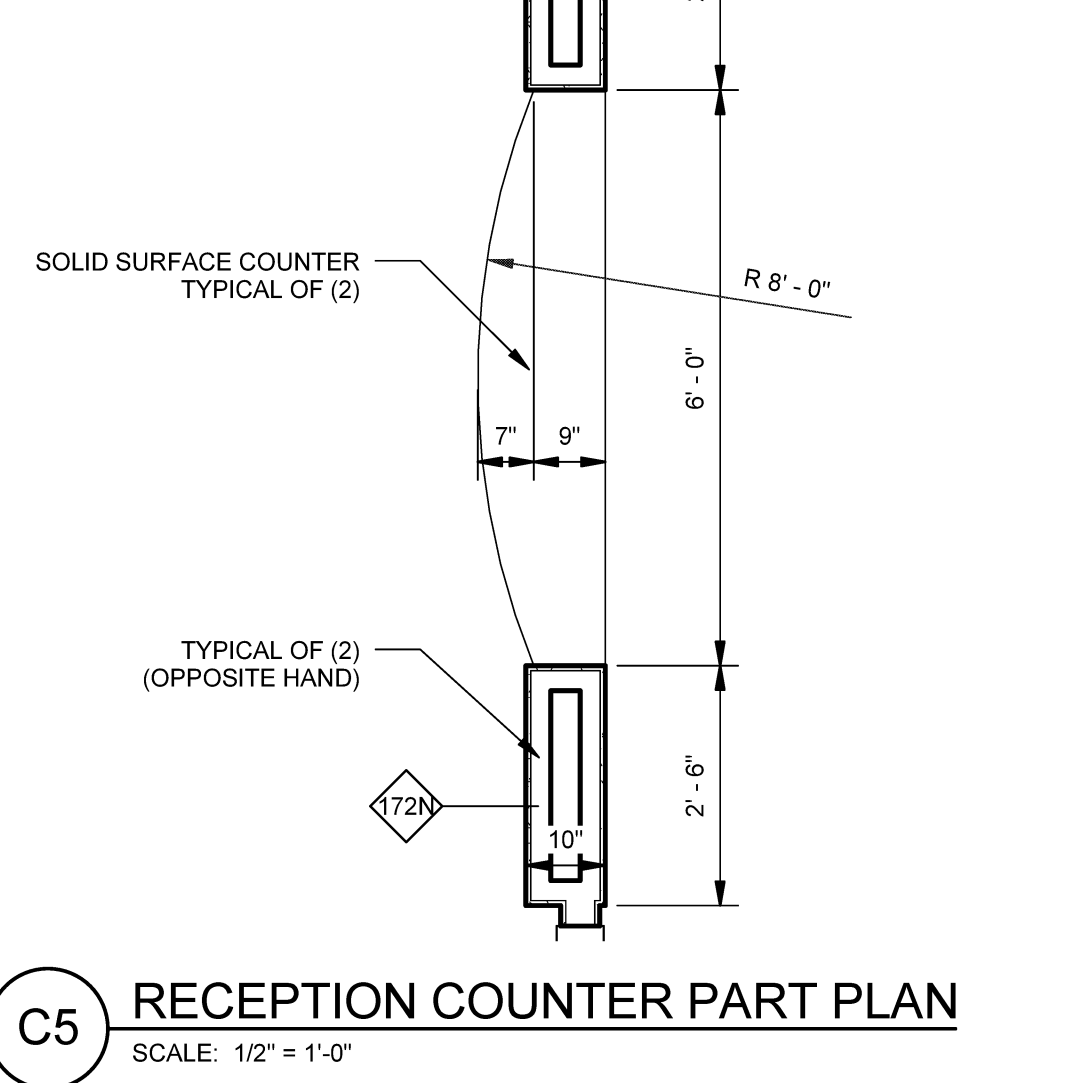 SOLID SURFACE COUNTER
TYPICAL OF (2)
R 8' - 0"
6' - 0"
7"
9"
TYPICAL OF (2)
(OPPOSITE HAND)
172N
2' - 6"
10"
C5
RECEPTION COUNTER PART PLAN
SCALE:  1/2" = 1'-0"